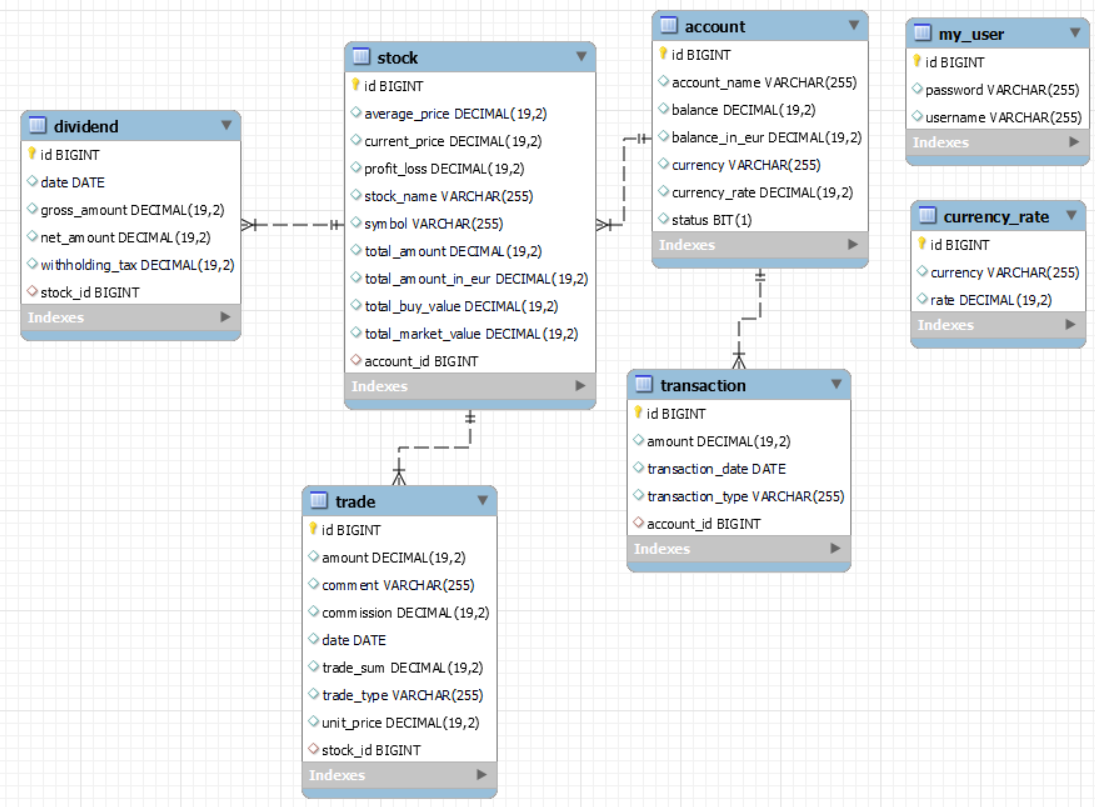 dividend
id BIGINT
date DATE
gross_amount DECIMAL(19,2)
net_amount DECIMAL(19,2)
withholding_tax DECIMAL(19,2)
stock_id BIGINT
Indexes
stock
id BIGINT
average_price DECIMAL(19,2)
current_price DECIMAL(19,2)
profit_loss DECIMAL(19,2)
stock_name VARCHAR(255)
symbol VARCHAR(255)
total_amount DECIMAL(19,2)
total_amount_in_eur DECIMAL(19,2)
total_buy_value DECIMAL(19,2)
total_market_value DECIMAL(19,2)
account_id BIGINT
Indexes
account
id BIGINT
account_name VARCHAR(255)
balance DECIMAL(19,2)
balance_in_eur DECIMAL(19,2)
currency VARCHAR(255)
currency_rate DECIMAL(19,2)
status BIT(1)
Indexes
my_user
id BIGINT
password VARCHAR(255)
username VARCHAR(255)
Indexes
currency_rate
id BIGINT
currency VARCHAR(255)
rate DECIMAL(19,2)
Indexes
transaction
id BIGINT
amount DECIMAL(19,2)
transaction_date DATE
transaction_type VARCHAR(255)
account_id BIGINT
Indexes
trade
id BIGINT
amount DECIMAL(19,2)
comment VARCHAR(255)
commission DECIMAL(19,2)
date DATE
trade_sum DECIMAL(19,2)
trade_type VARCHAR(255)
unit_price DECIMAL(19,2)
stock_id BIGINT
Indexes